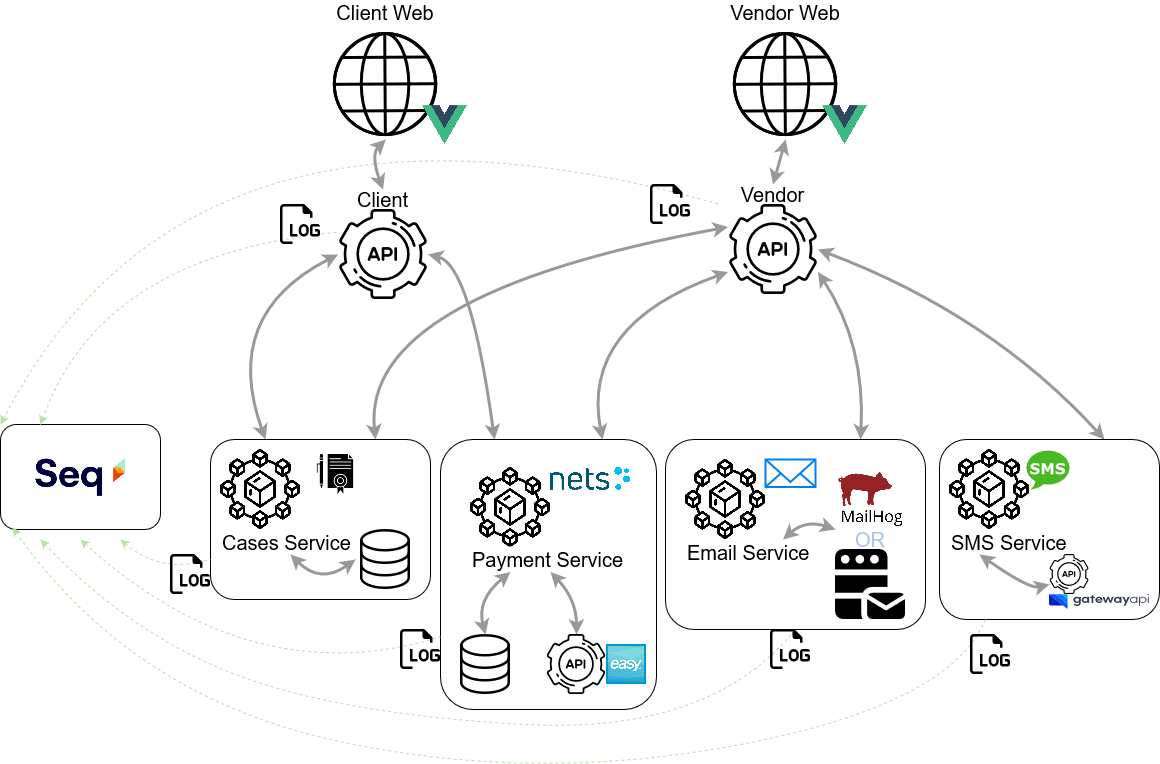 Client Web
Vendor Web
Client
API
LOG
Vendor
API
LOG
Seq
Cases Service
LOG
nets
Payment Service
API
easy
LOG
MailHog
OR
Email Service
LOG
SMS
SMS Service
API
gatewayapi
LOG